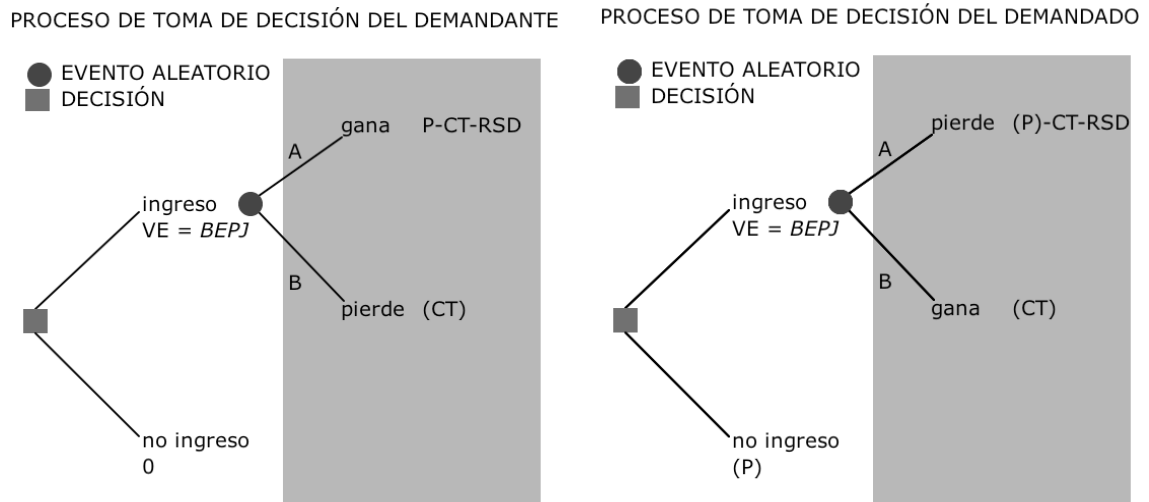 PROCESO DE TOMA DE DECISIÓN DEL DEMANDANTE
EVENTO ALEATORIO
DECISIÓN
gana P-CT-RSD
A
ingreso
VE = BEPJ
B
pierde (CT)
no ingreso
0
PROCESO DE TOMA DE DECISIÓN DEL DEMANDADO
EVENTO ALEATORIO
DECISIÓN
pierde (P)-CT-RSD
A
ingreso
VE = BEPJ
B
gana (CT)
no ingreso
(P)